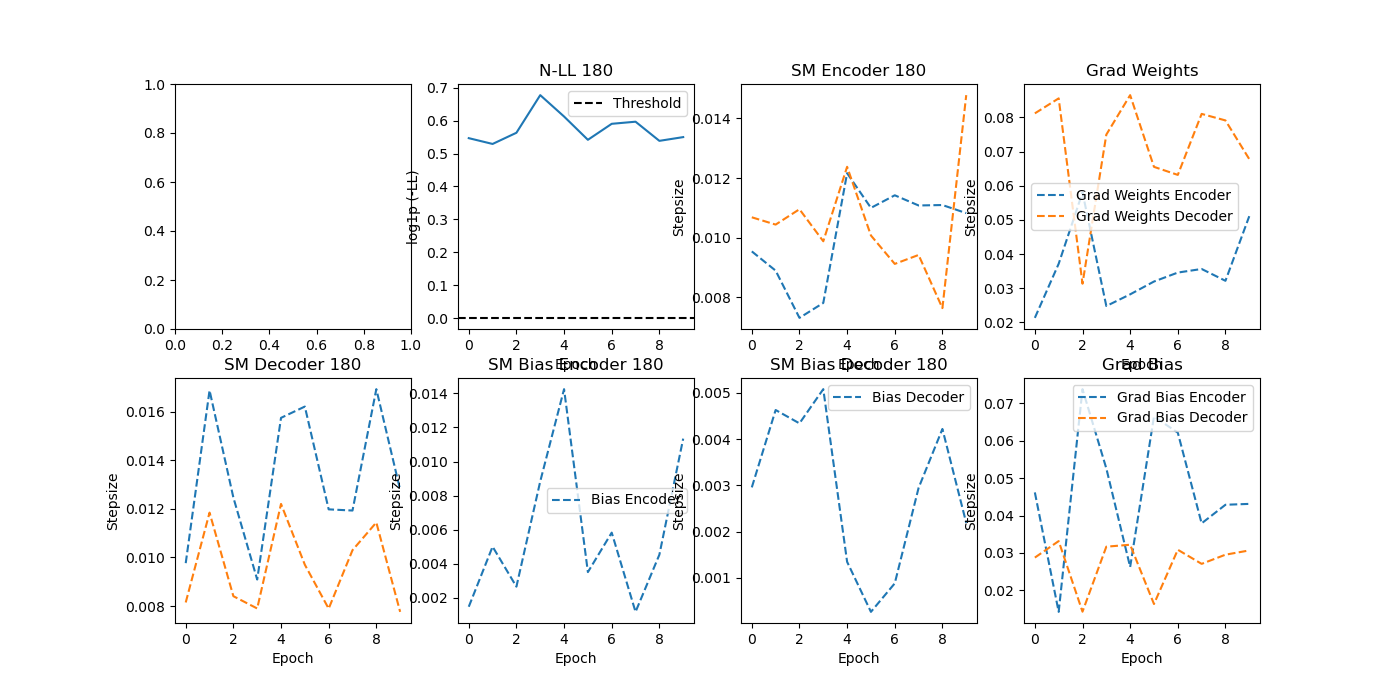 1.0
0.8
0.6
0.4
0.2
0.0
0.0 0.2 0.4 0.6 0.8 1.0
N-LL 180
log1p (-LL)
0.7
0.6
0.5
0.4
0.3
0.2
0.1
0.0
Threshold
0 2 4 6 8
Epoch
SM Encoder 180
Stepsize
0.014
0.012
0.010
0.008
0 2 4 6 8
Epoch
Grad Weights
Stepsize
0.08
0.07
0.06
0.05
0.04
0.03
0.02
Grad Weights Encoder
Grad Weights Decoder
0 2 4 6 8
Epoch
SM Decoder 180
Stepsize
0.016
0.014
0.012
0.010
0.008
0 2 4 6 8
Epoch
SM Bias Encoder 180
Stepsize
0.014
0.012
0.010
0.008
0.006
0.004
0.002
Bias Encoder
0 2 4 6 8
Epoch
SM Bias Decoder 180
Stepsize
0.005
0.004
0.003
0.002
0.001
Bias Decoder
0 2 4 6 8
Epoch
Grad Bias
Stepsize
0.07
0.06
0.05
0.04
0.03
0.02
Grad Bias Encoder
Grad Bias Decoder
0 2 4 6 8
Epoch